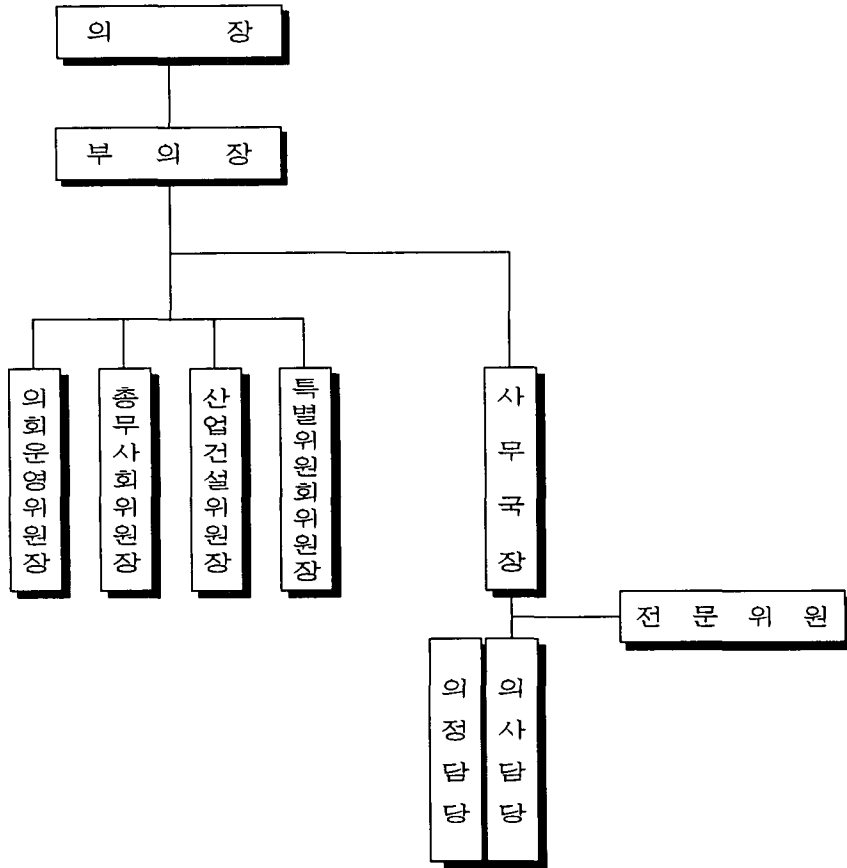 의 장
부 의 장
의회운영위원장
총무사회위원장
산업건설위원장
특별위원회위원장
사무국장
전 문 위 원
의정담당
의사담당